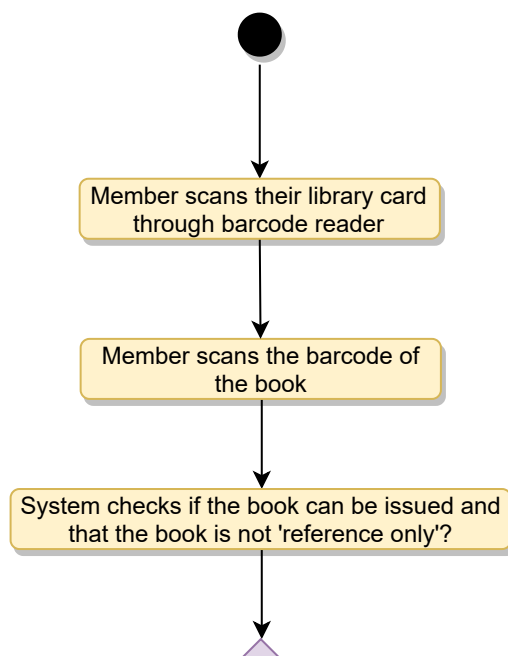 Member scans their library card
through barcode reader
Member scans the barcode of
the book
System checks if the book can be issued and
that the book is not 'reference only'?